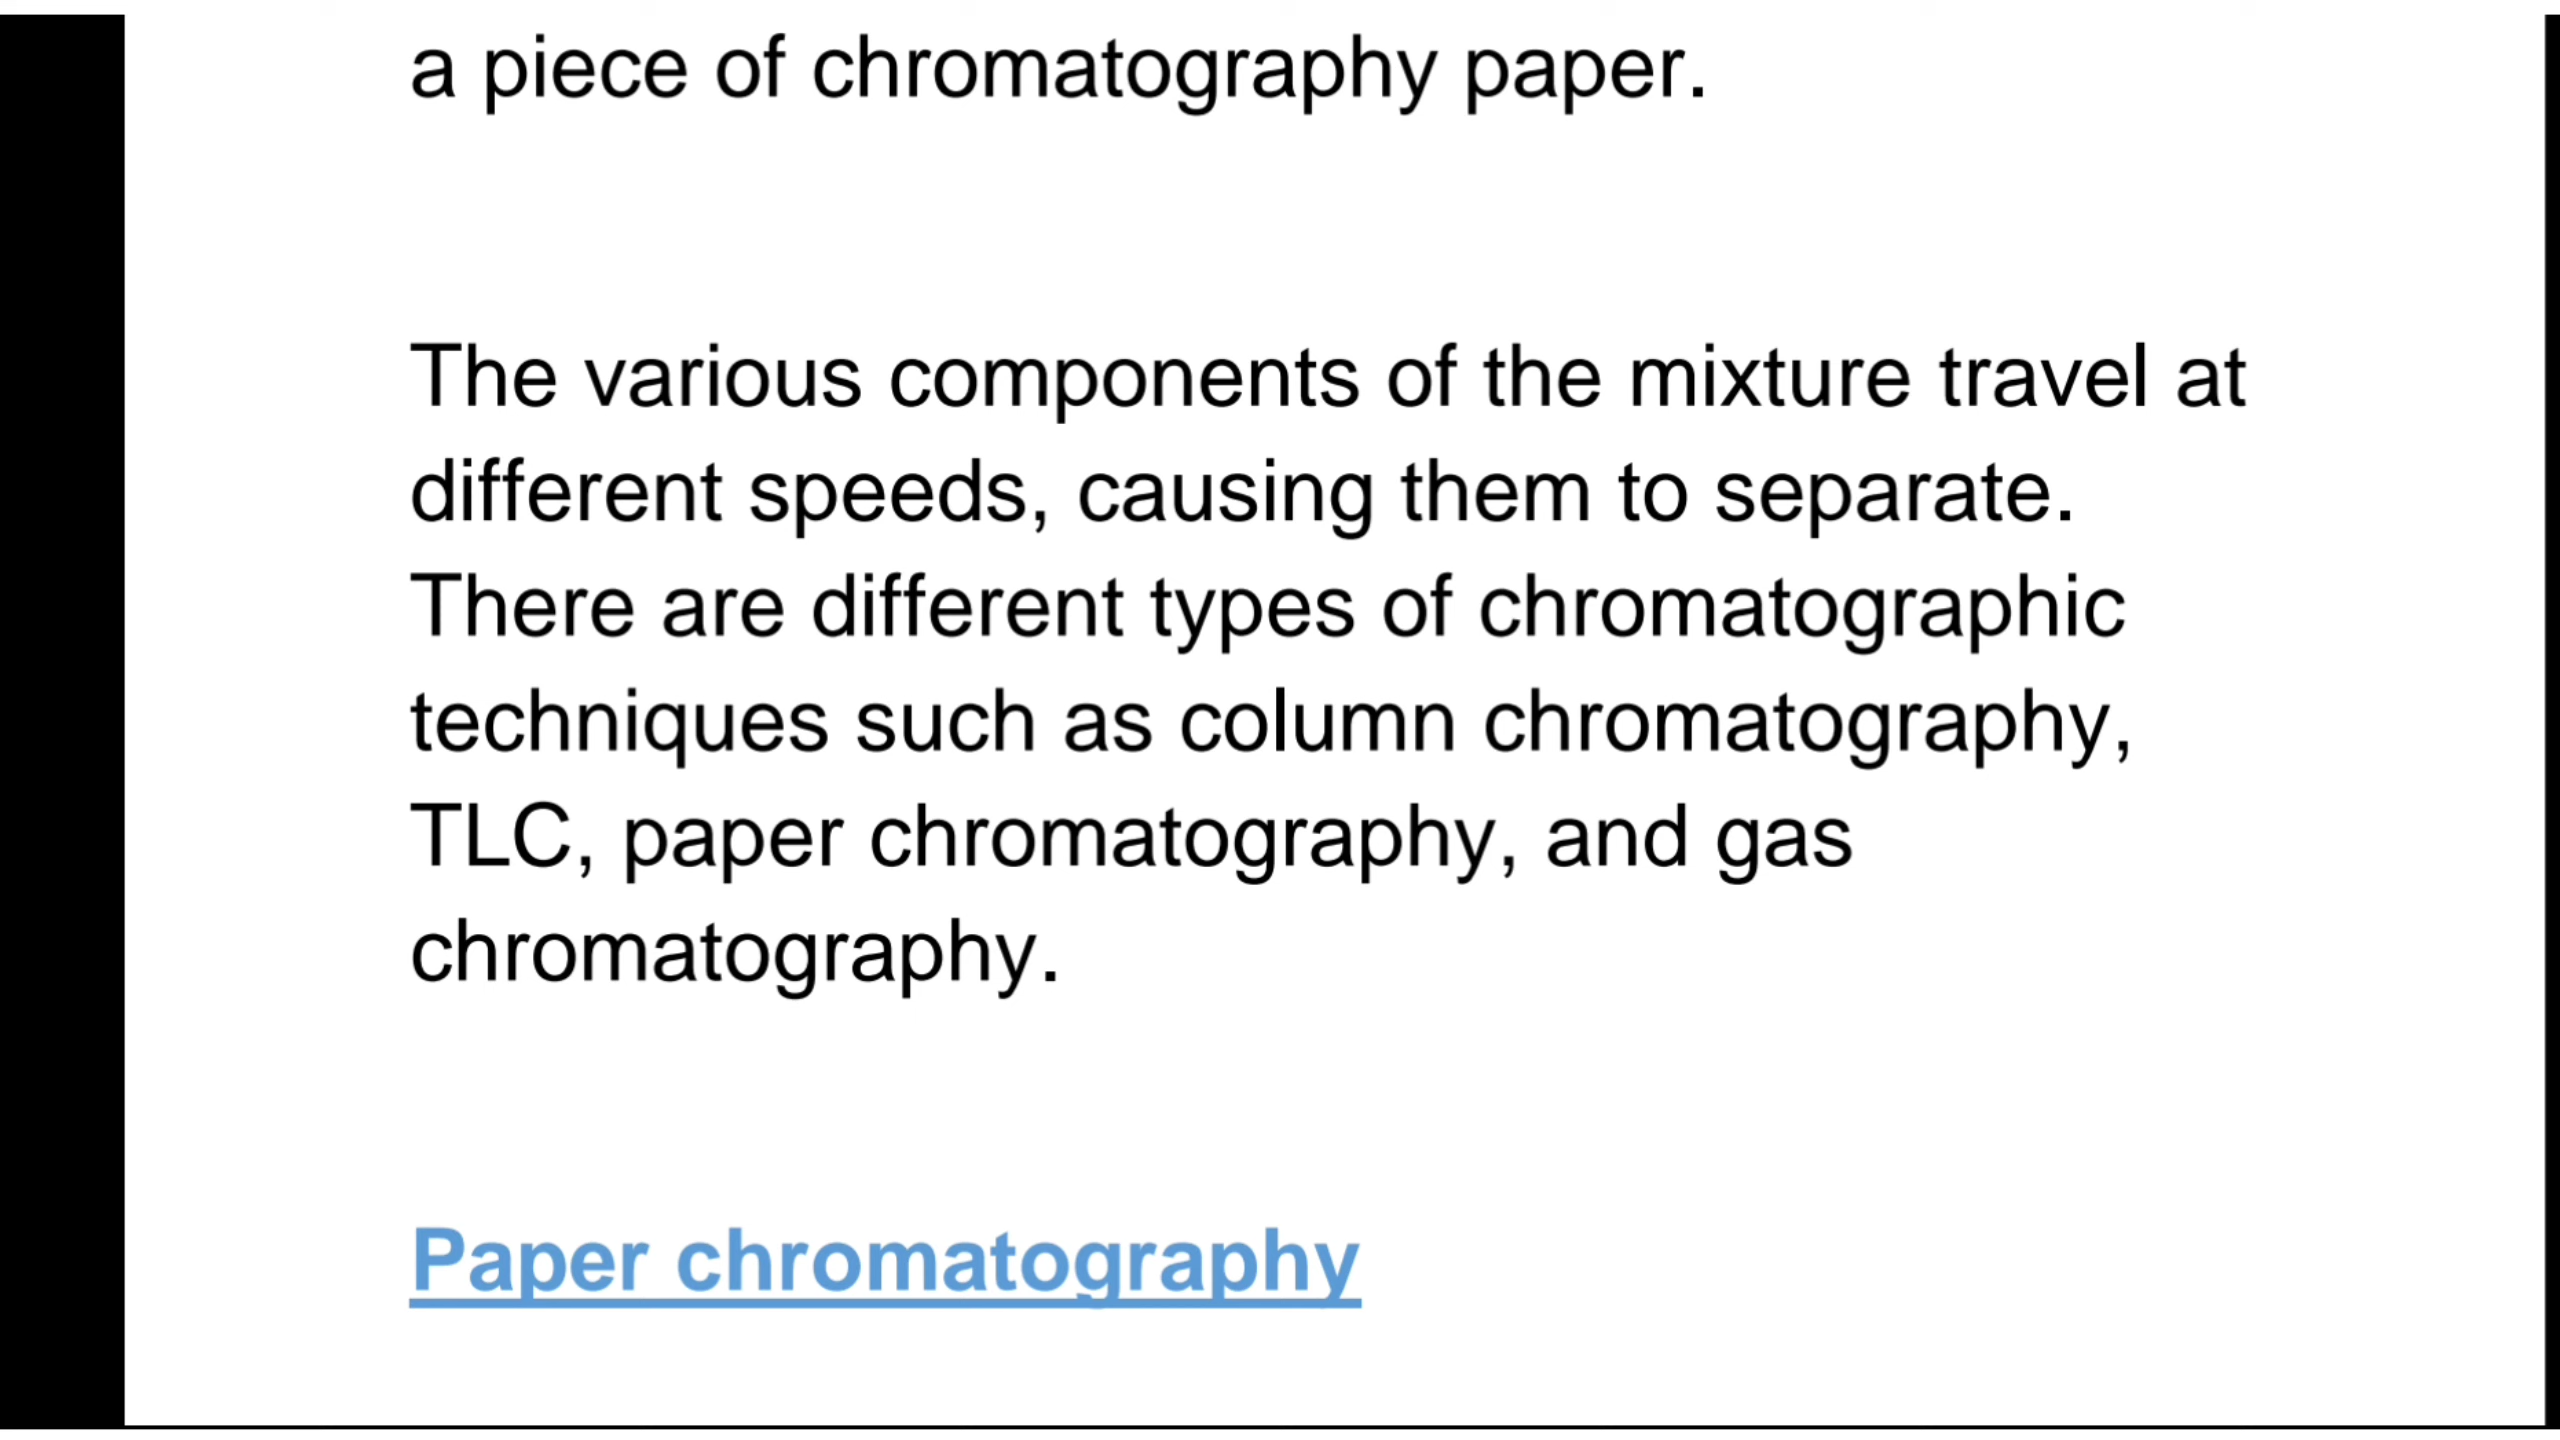 a piece of chromatography paper.
The various components of the mixture travel at
different speeds, causing them to separate.
There are different types of chromatographic
techniques such as column chromatography,
TLC, paper chromatography, and gas
chromatography.
Paper chromatography